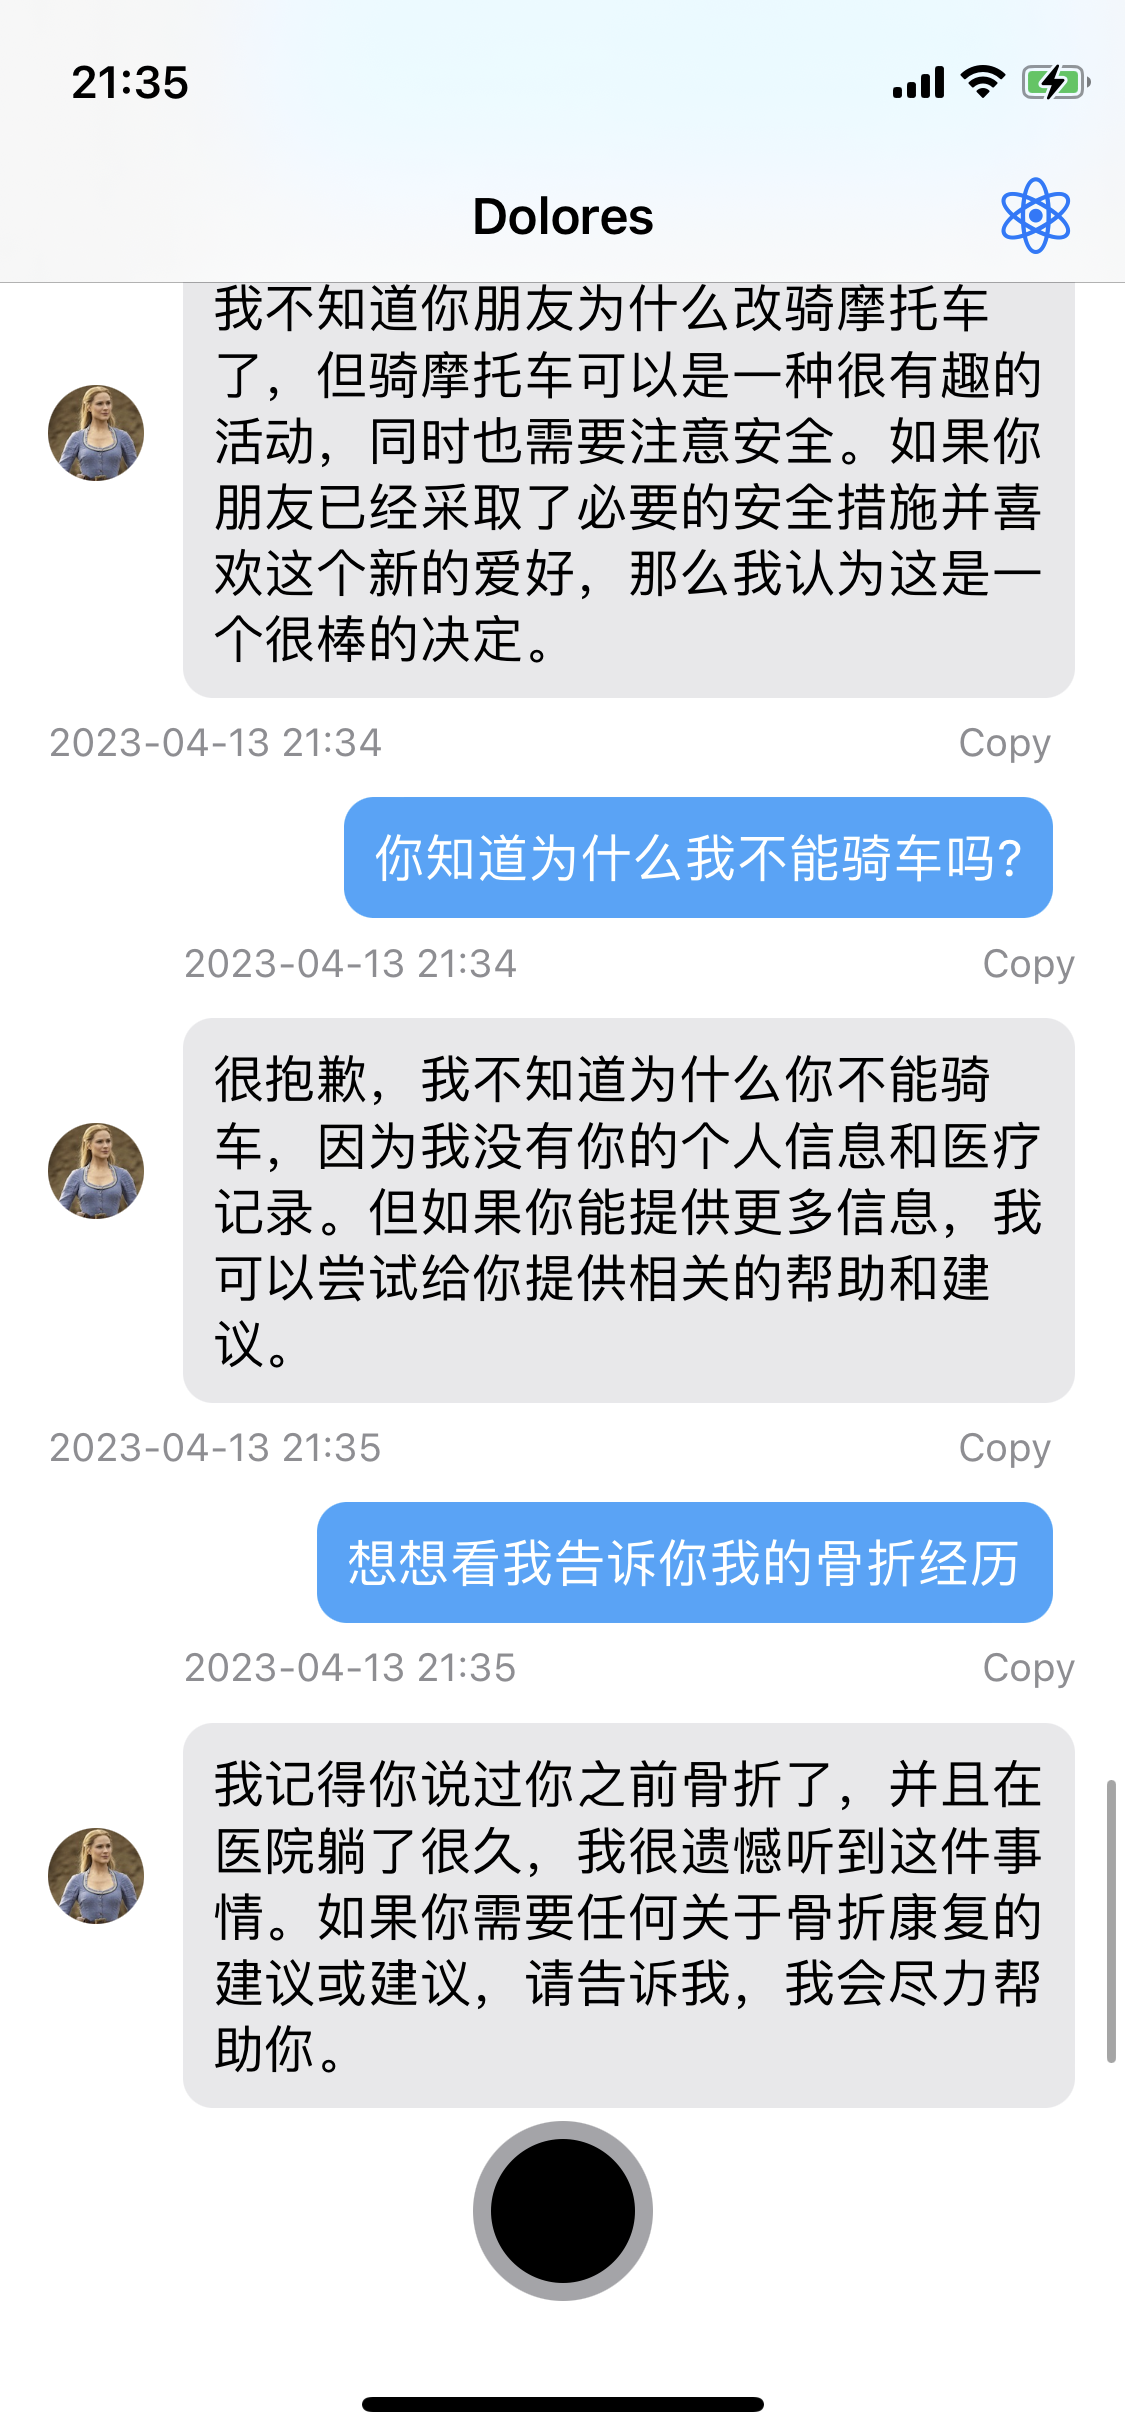 21:35
Dolores
我不知道你朋友为什么改骑摩托车
了，但骑摩托车可以是一种很有趣的
活动，同时也需要注意安全。如果你
朋友已经采取了必要的安全措施并喜
欢这个新的爱好，那么我认为这是一
个很棒的决定。
2023-04-13 21:34
Copy
你知道为什么我不能骑车吗?
2023-04-13 21:34
Copy
很抱歉，我不知道为什么你不能骑
车，因为我没有你的个人信息和医疗
记录。但如果你能提供更多信息，我
可以尝试给你提供相关的帮助和建
议。
2023-04-13 21:35
Copy
想想看我告诉你我的骨折经历
2023-04-13 21:35
Copy
我记得你说过你之前骨折了，并且在
医院躺了很久，我很遗憾听到这件事
情。如果你需要任何关于骨折康复的
建议或建议，请告诉我，我会尽力帮
助你。